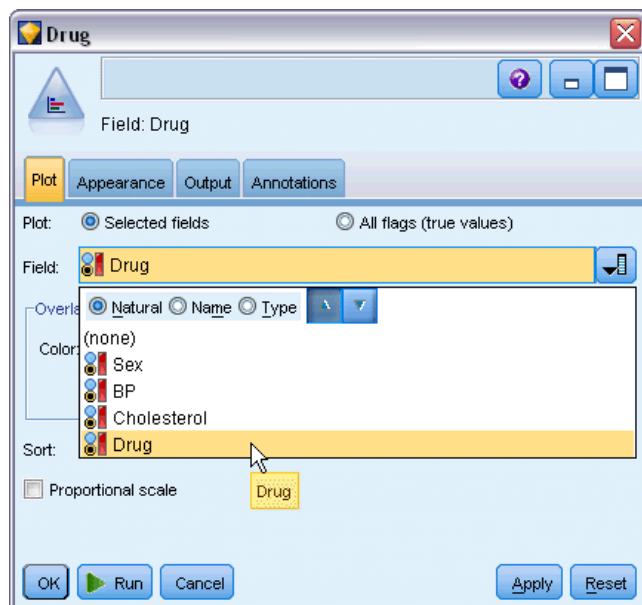 Drug
Field: Drug
Plot Appearance Output Annotations
Plot: Selected fields All flags (true values)
Field: Drug
Natural Name Type
Overla
(none)
Color:
Sex
BP
Cholesterol
Sort: Drug
Proportional scale Drug
OK Run Cancel Apply Reset